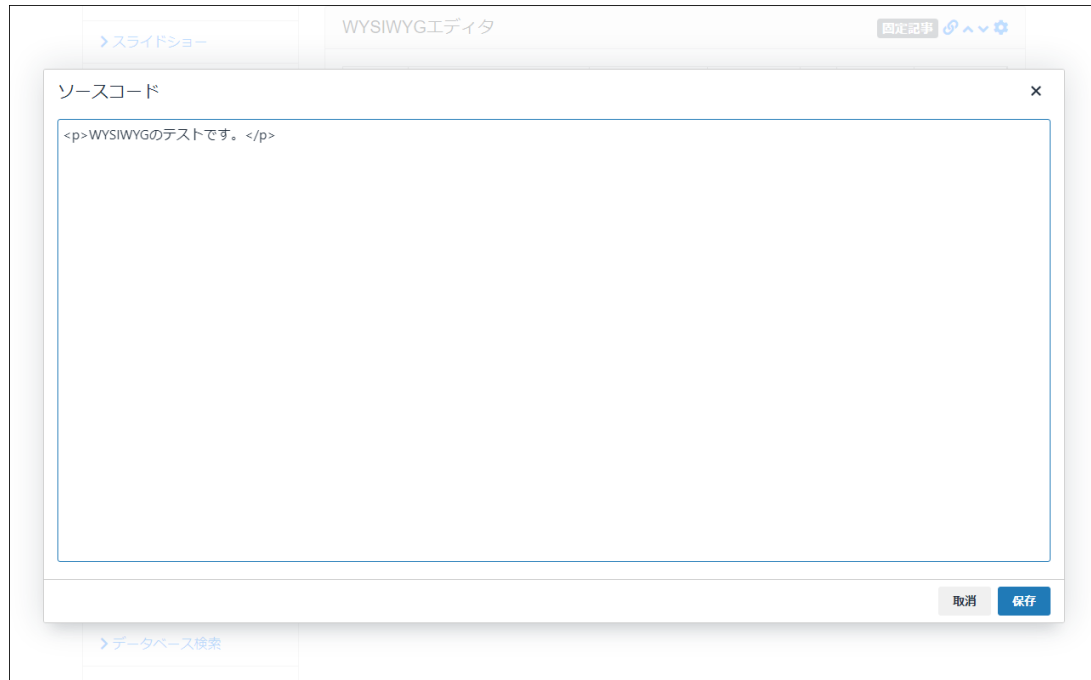 スライドショー
WYSIWYGエディタ
固定記事
ソースコード
<p>WYSIWYGのテストです。</p>
取消
保存
データベース検索